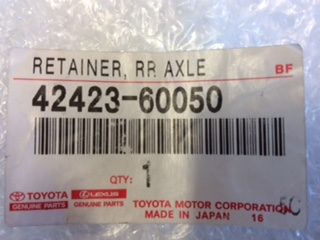 RETAINER, RR AXLE BF
42423-60050
QTY: 1
TOYOTA LEXUS
GENUINE PARTS GENUINE PARTS TOYOTA MOTOR CORPORATION
MADE IN JAPAN 16